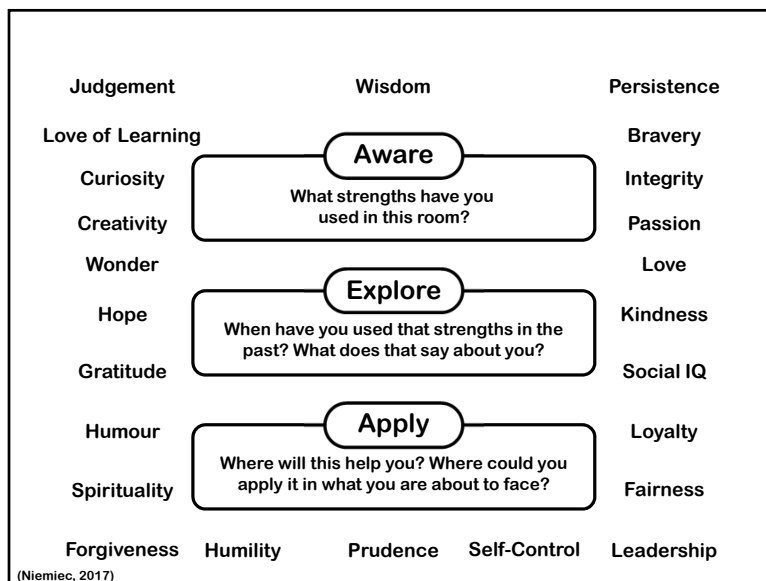 Judgement
Wisdom
Persistence
Love of Learning
Bravery
Aware
Curiosity
What strengths have you
used in this room?
Integrity
Creativity
Passion
Wonder
Love
Explore
Hope
When have you used that strengths in the
past? What does that say about you?
Kindness
Gratitude
Social IQ
Humour
Apply
Loyalty
Spirituality
Where will this help you? Where could you
apply it in what you are about to face?
Fairness
Forgiveness
Humility
Prudence
Self-Control
Leadership
(Niemiec, 2017)